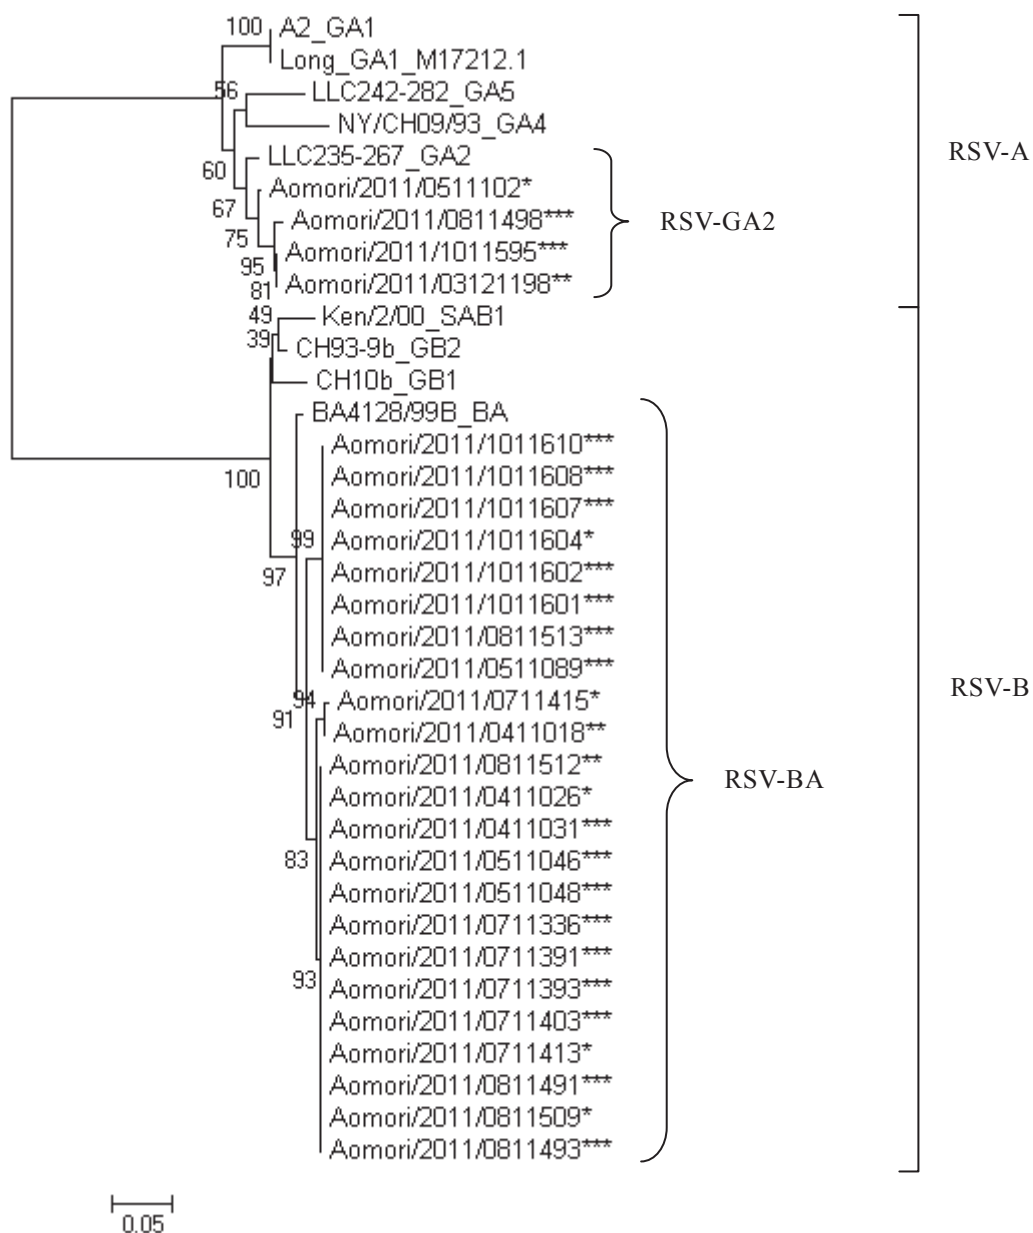 100
A2_GA1
Long_GA1_M17212.1
56
LLC242-282_GA5
NY/CH09/93_GA4
RSV-A
60
LLC235-267_GA2
Aomori/2011/0511102*
67
Aomori/2011/0811498***
RSV-GA2
75
Aomori/2011/1011595***
95
Aomori/2011/03121198**
81
49
Ken/2/00_SAB1
39
CH93-9b_GB2
CH10b_GB1
BA4128/99B_BA
Aomori/2011/1011610***
100
Aomori/2011/1011608***
Aomori/2011/1011607***
99
Aomori/2011/1011604*
97
Aomori/2011/1011602***
Aomori/2011/1011601***
Aomori/2011/0811513***
Aomori/2011/0511089***
RSV-B
94
Aomori/2011/0711415*
91
Aomori/2011/0411018**
Aomori/2011/0811512**
RSV-BA
Aomori/2011/0411026*
Aomori/2011/0411031***
83
Aomori/2011/0511046***
Aomori/2011/0511048***
Aomori/2011/0711336***
Aomori/2011/0711391***
93
Aomori/2011/0711393***
Aomori/2011/0711403***
Aomori/2011/0711413*
Aomori/2011/0811491***
Aomori/2011/0811509*
Aomori/2011/0811493***
0.05